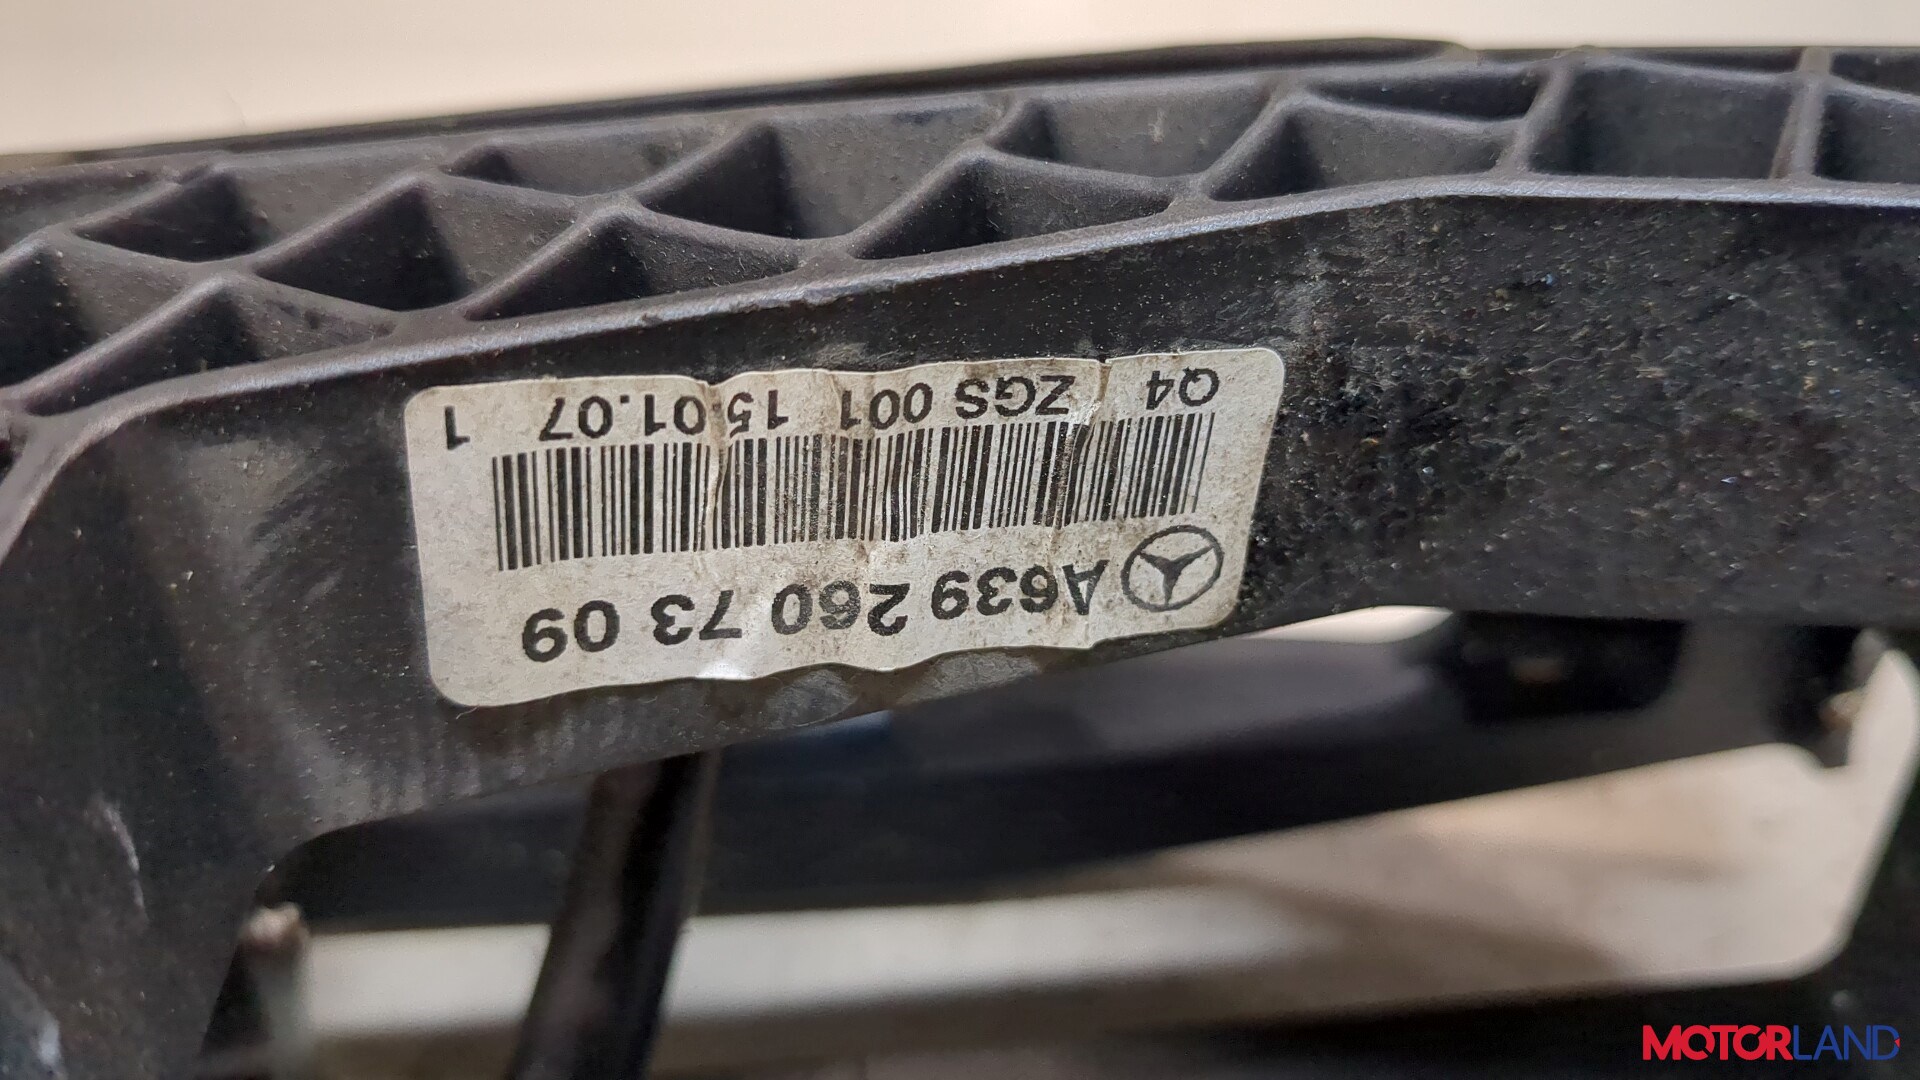 A639 260 73 09
Q4 ZGS 001 15.01.07 1
MOTORLAND